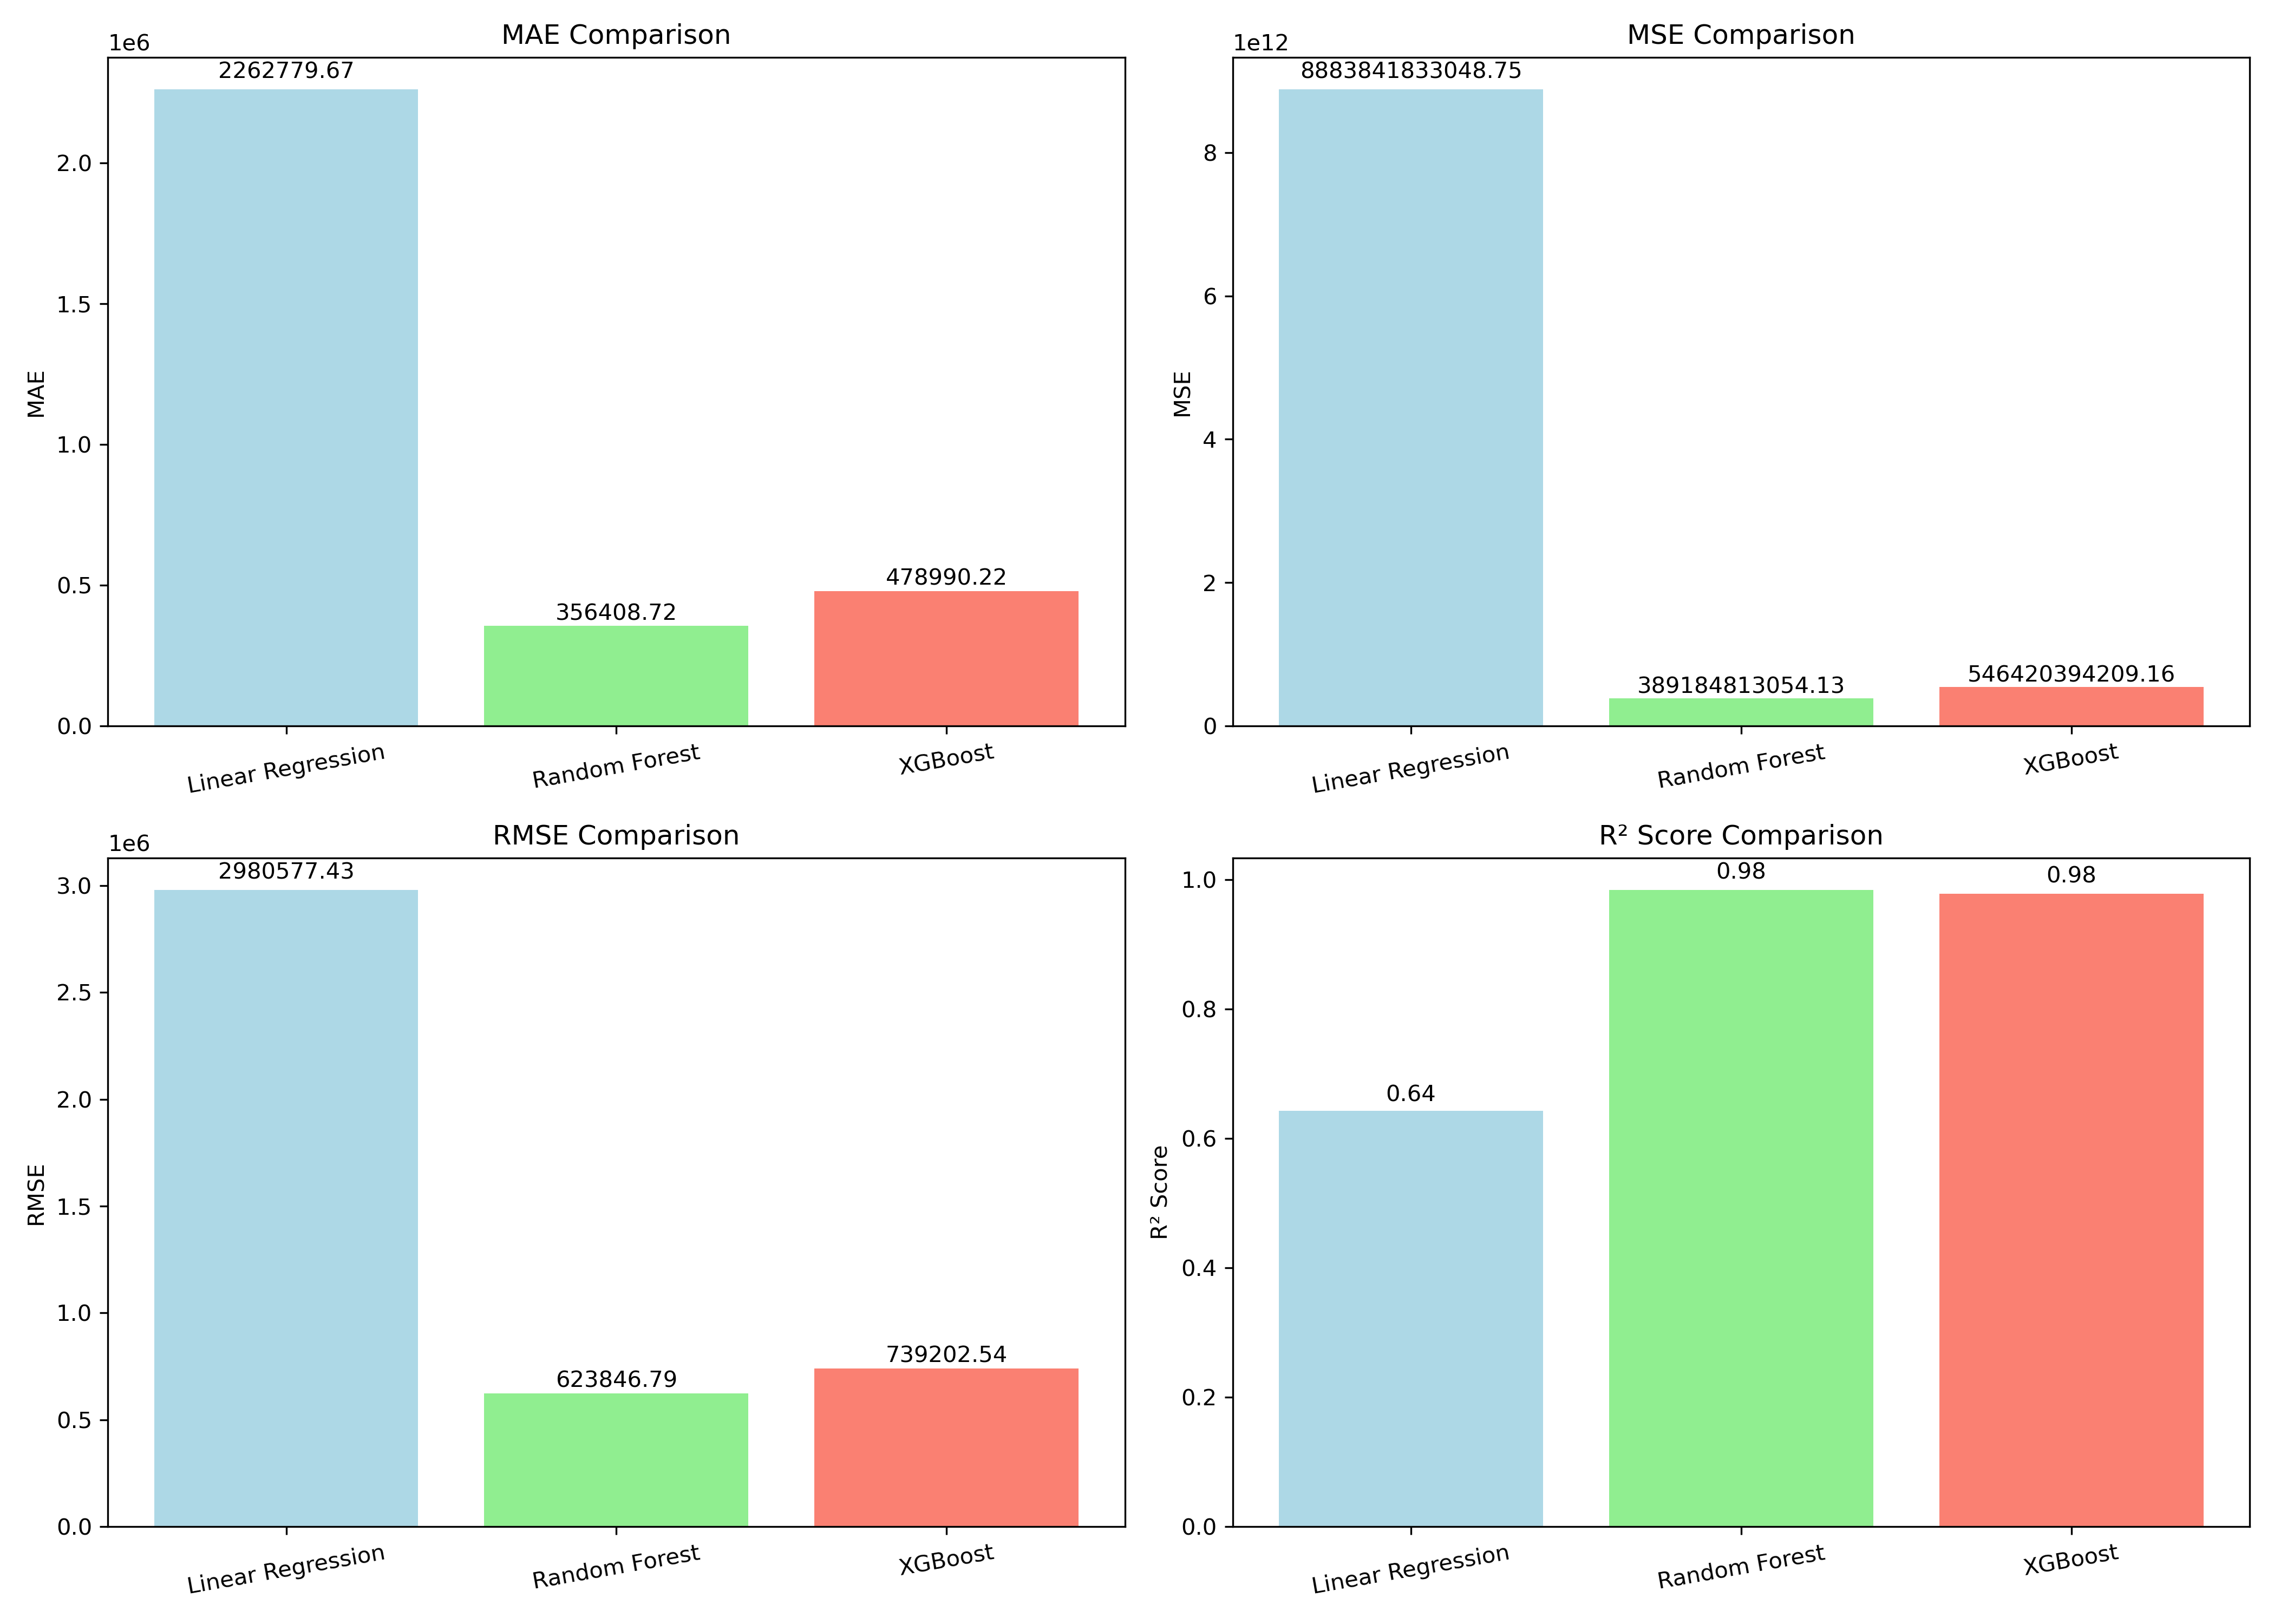 MAE Comparison
1e6
2262779.67
356408.72
478990.22
2.0
1.5
1.0
0.5
0.0
MAE
Linear Regression
Random Forest
XGBoost
MSE Comparison
1e12
8883841833048.75
389184813054.13
546420394209.16
8
6
4
2
0
MSE
Linear Regression
Random Forest
XGBoost
RMSE Comparison
1e6
2980577.43
623846.79
739202.54
3.0
2.5
2.0
1.5
1.0
0.5
0.0
RMSE
Linear Regression
Random Forest
XGBoost
R² Score Comparison
0.64
0.98
0.98
1.0
0.8
0.6
0.4
0.2
0.0
R² Score
Linear Regression
Random Forest
XGBoost